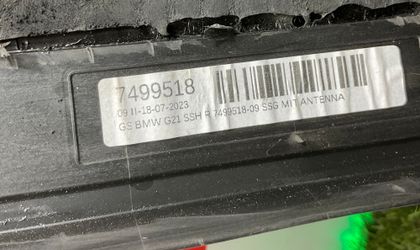 7499518
09 II-18-07-2023
GS BMW G21 SSH R 7499518-09 SSG MIT ANTENNA